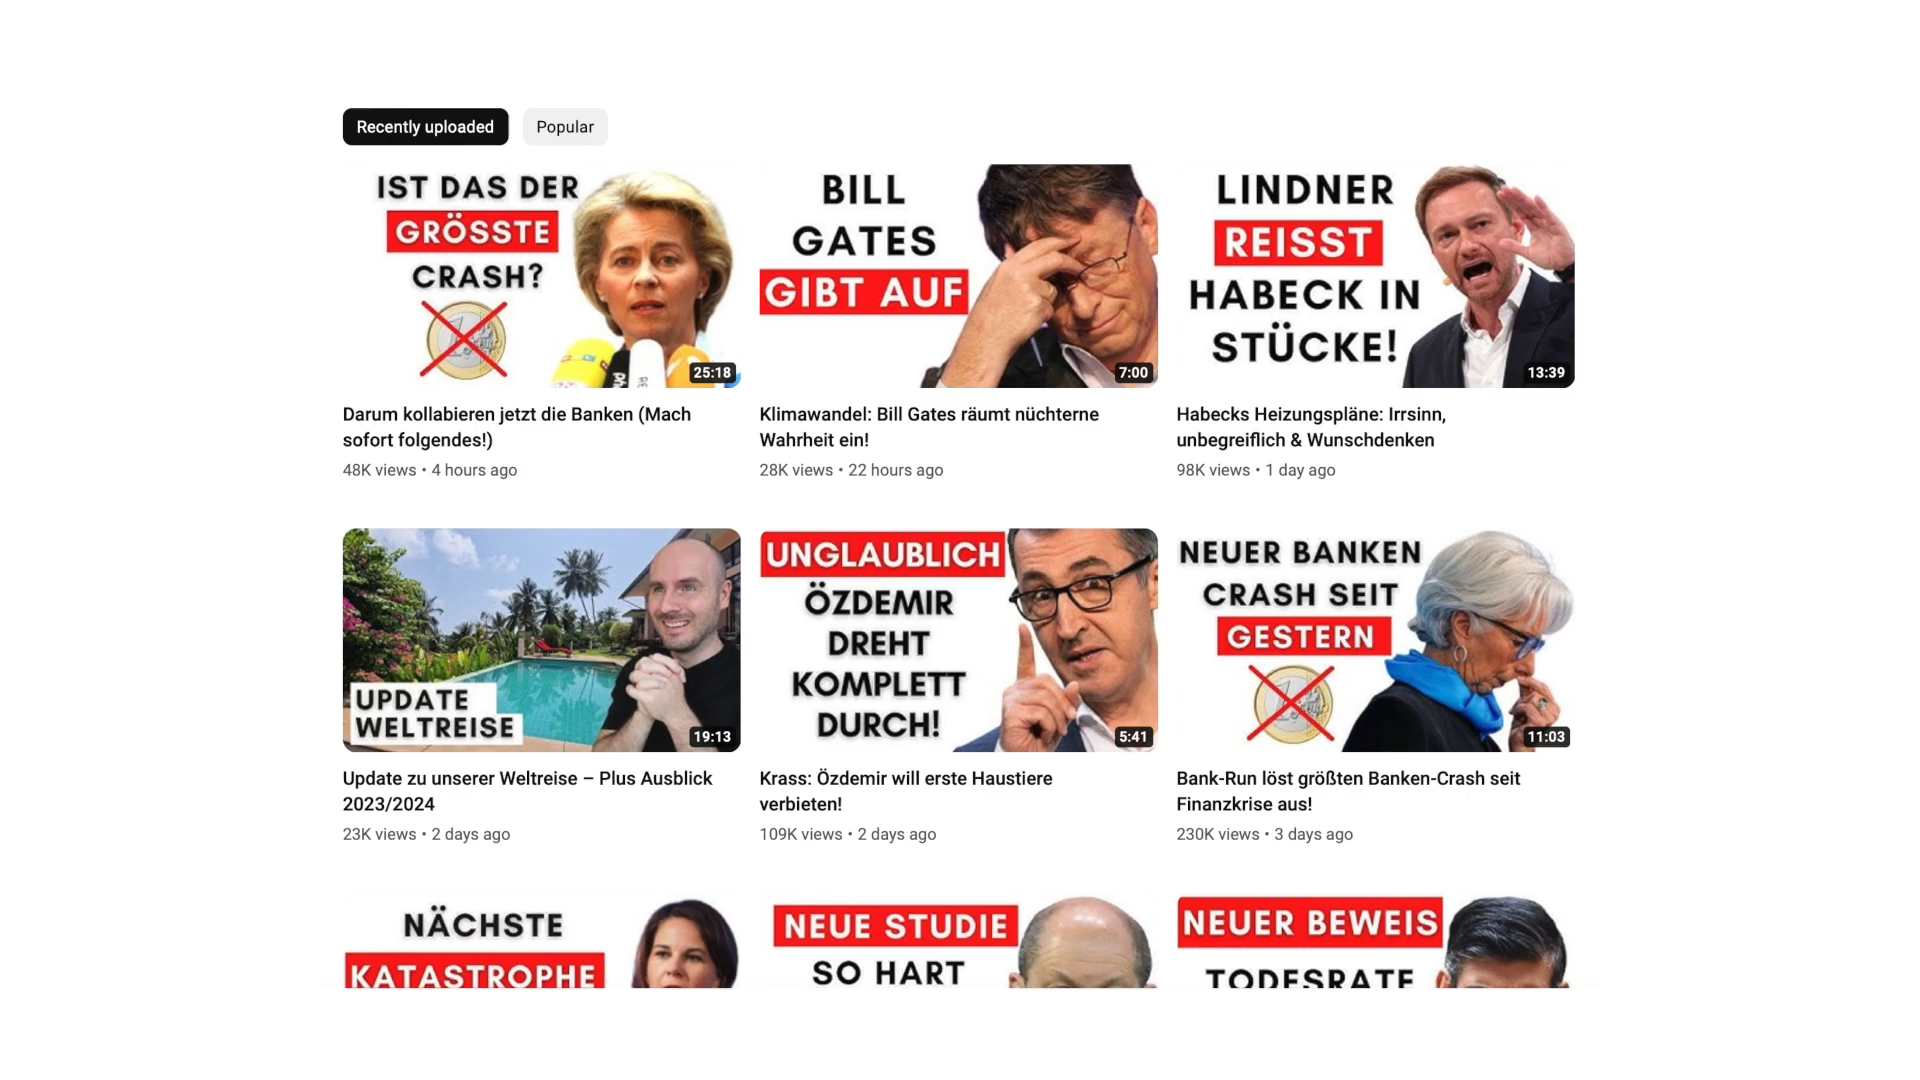 Recently uploaded
Popular
IST DAS DER
GRÖSSTE
CRASH?
25:18
BILL
GATES
GIBT AUF
7:00
LINDNER
REISST
HABECK IN
STÜCKE!
13:39
Darum kollabieren jetzt die Banken (Mach
sofort folgendes!)
48K views • 4 hours ago
Klimawandel: Bill Gates räumt nüchterne
Wahrheit ein!
28K views • 22 hours ago
Habecks Heizungspläne: Irrsinn,
unbegreiflich & Wunschdenken
98K views • 1 day ago
UPDATE
WELTREISE
19:13
UNGLAUBLICH
ÖZDEMIR
DREHT
KOMPLETT
DURCH!
5:41
NEUER BANKEN
CRASH SEIT
GESTERN
11:03
Update zu unserer Weltreise – Plus Ausblick
2023/2024
23K views • 2 days ago
Krass: Özdemir will erste Haustiere
verbieten!
109K views • 2 days ago
Bank-Run löst größten Banken-Crash seit
Finanzkrise aus!
230K views • 3 days ago
NÄCHSTE
KATASTROPHE
NEUE STUDIE
SO HART
NEUER BEWEIS
TODESRATE